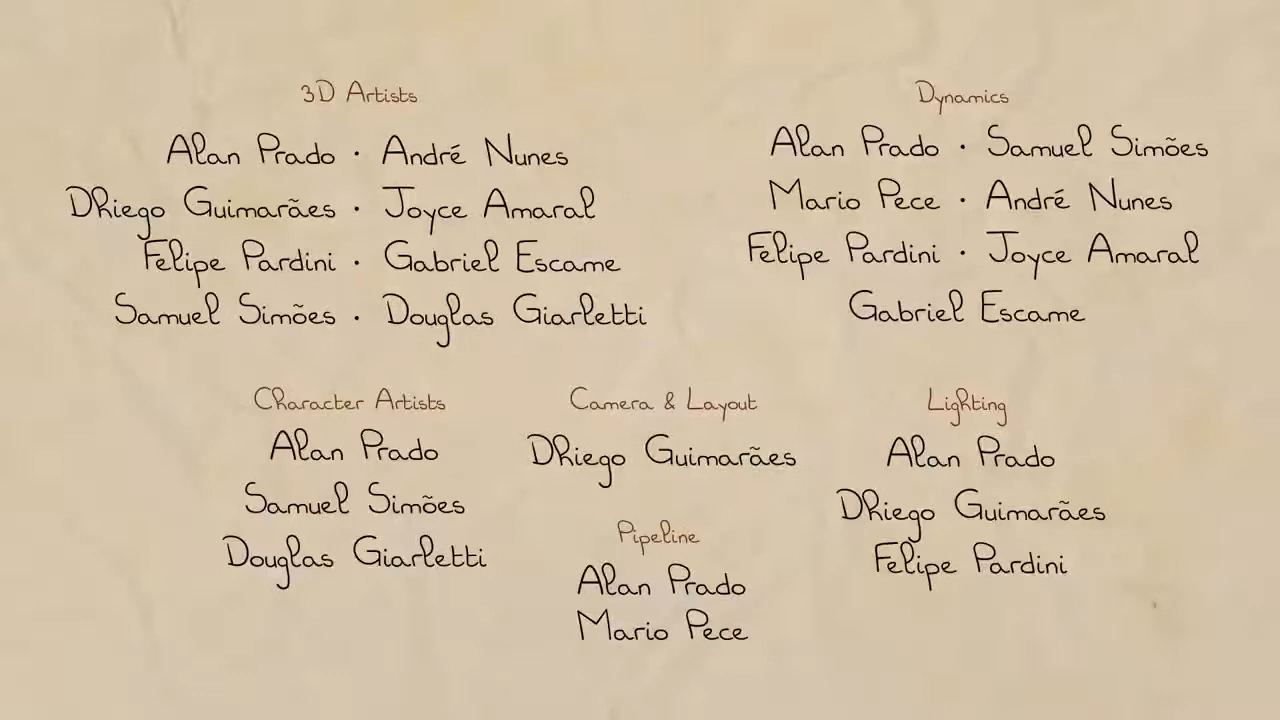 3D Artists
Alan Prado · André Nunes
Dhiego Guimarães · Joyce Amaral
Felipe Pardini · Gabriel Escame
Samuel Simões · Douglas Giarletti
Dynamics
Alan Prado · Samuel Simões
Mario Pece · André Nunes
Felipe Pardini · Joyce Amaral
Gabriel Escame
Character Artists
Alan Prado
Samuel Simões
Douglas Giarletti
Camera & Layout
Dhiego Guimarães
Pipeline
Alan Prado
Mario Pece
Lighting
Alan Prado
Dhiego Guimarães
Felipe Pardini